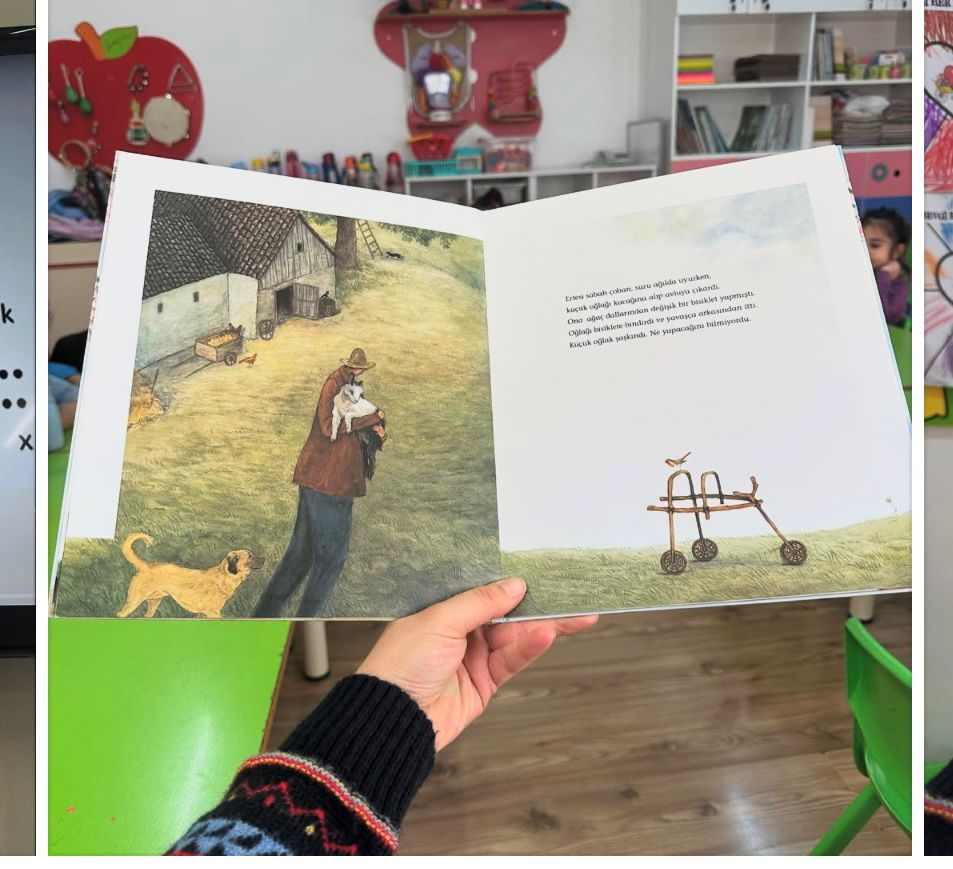 Ertesi sabah çoban, sürü ağılda uyurken,
küçük oğlağı kucağına alıp avluya çıkardı.
Ona ağaç dallarından değişik bir bisiklet yapmıştı.
Oğlağı bisiklete bindirdi ve yavaşça arkasından itti.
Küçük oğlak şaşkındı. Ne yapacağını bilmiyordu.
k
x